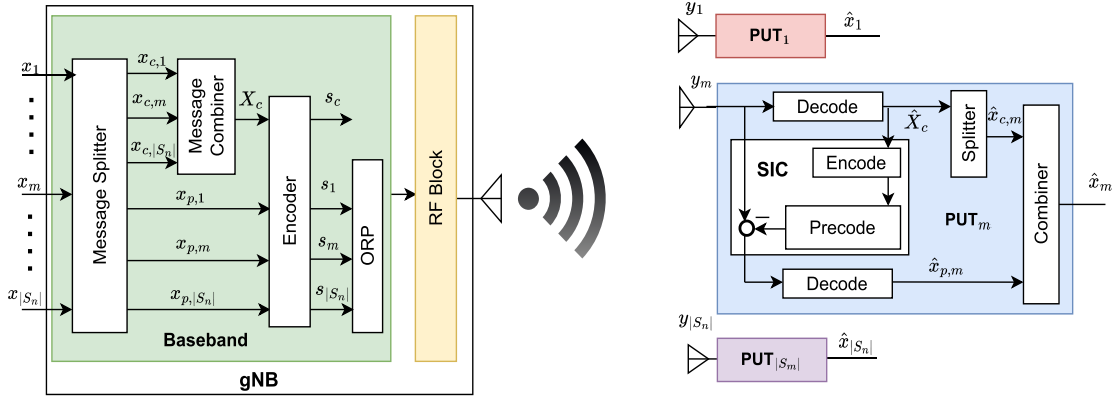 x_1
x_m
x_{|S_n|}
Message Splitter
x_{c,1}
x_{c,m}
x_{c,|S_n|}
x_{p,1}
x_{p,m}
x_{p,|S_n|}
Message
Combiner
X_c
Encoder
s_c
s_1
s_m
s_{|S_n|}
ORP
Baseband
RF Block
gNB
y_1
PUT_1
x̂_1
y_m
Decode
X̂_c
Splitter
x̂_{c,m}
SIC
Encode
Precode
−
PUT_m
Combiner
x̂_m
Decode
x̂_{p,m}
y_{|S_n|}
PUT_{|S_m|}
x̂_{|S_n|}